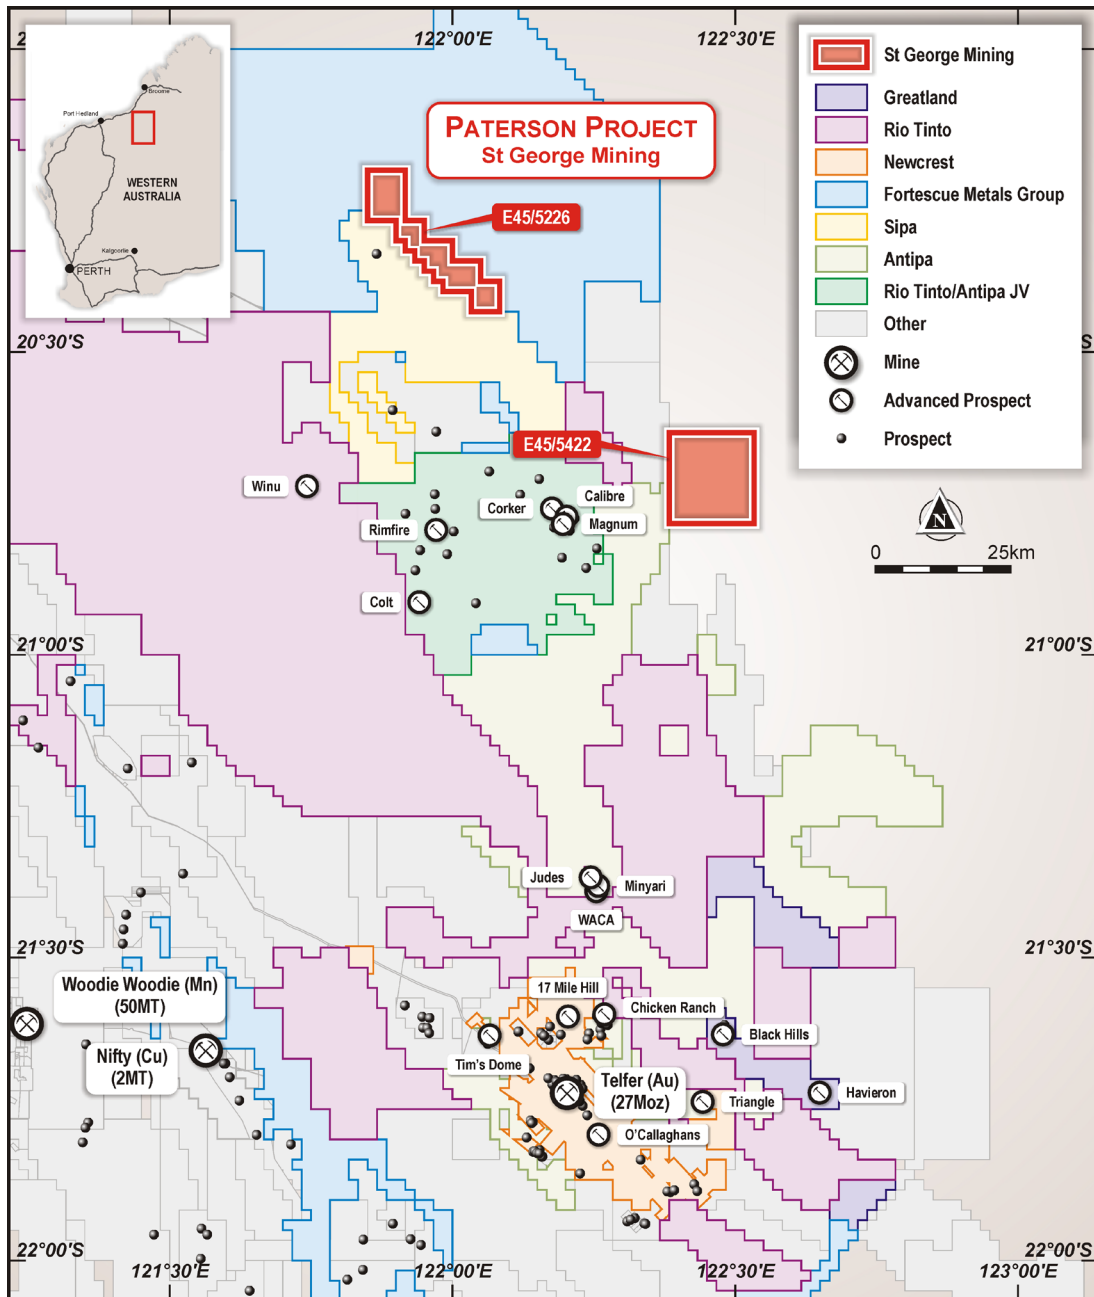 122°00'E
122°30'E
Broome
Port Hedland
WESTERN
AUSTRALIA
Kalgoorlie
PERTH
PATERSON PROJECT
St George Mining
E45/5226
St George Mining
Greatland
Rio Tinto
Newcrest
Fortescue Metals Group
Sipa
Antipa
Rio Tinto/Antipa JV
Other
Mine
Advanced Prospect
Prospect
20°30'S
E45/5422
Winu
Corker
Calibre
Magnum
Rimfire
N
0
25km
Colt
21°00'S
21°00'S
Judes
Minyari
WACA
21°30'S
21°30'S
Woodie Woodie (Mn)
(50MT)
17 Mile Hill
Chicken Ranch
Black Hills
Nifty (Cu)
(2MT)
Tim's Dome
Telfer (Au)
(27Moz)
Triangle
Havieron
O'Callaghans
22°00'S
22°00'S
121°30'E
122°00'E
122°30'E
123°00'E